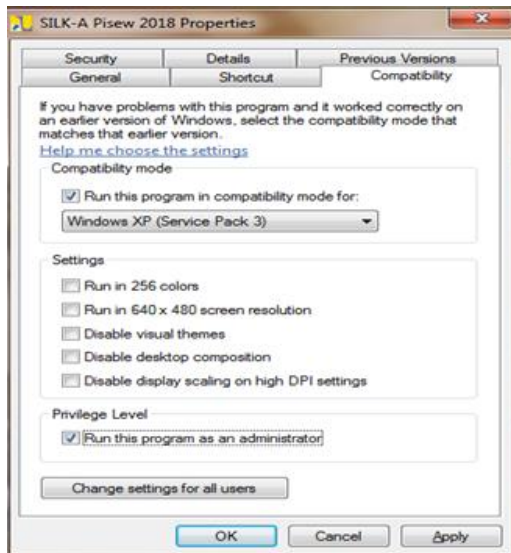 SILK-A Pisew 2018 Properties
Security Details Previous Versions
General Shortcut Compatibility
If you have problems with this program and it worked correctly on
an earlier version of Windows, select the compatibility mode that
matches that earlier version.
Help me choose the settings
Compatibility mode
Run this program in compatibility mode for:
Windows XP (Service Pack 3)
Settings
Run in 256 colors
Run in 640 x 480 screen resolution
Disable visual themes
Disable desktop composition
Disable display scaling on high DPI settings
Privilege Level
Run this program as an administrator
Change settings for all users
OK Cancel Apply